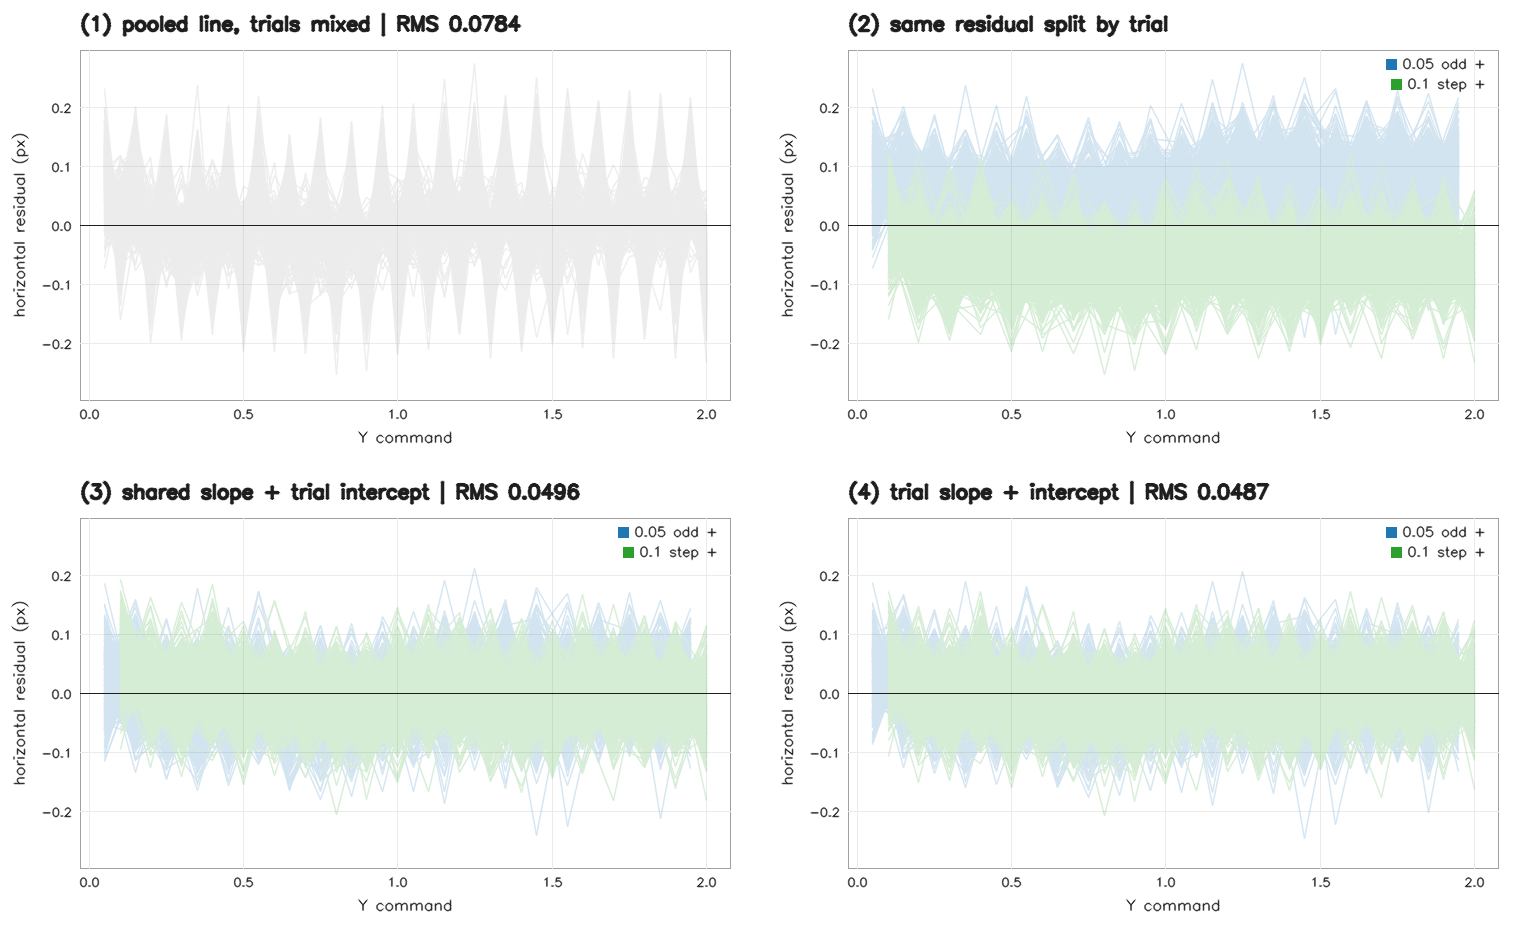 (1) pooled line, trials mixed | RMS 0.0784
horizontal residual (px)
0.2
0.1
0.0
−0.1
−0.2
0.0 0.5 1.0 1.5 2.0
Y command
(2) same residual split by trial
0.05 odd +
0.1 step +
horizontal residual (px)
0.2
0.1
0.0
−0.1
−0.2
0.0 0.5 1.0 1.5 2.0
Y command
(3) shared slope + trial intercept | RMS 0.0496
0.05 odd +
0.1 step +
horizontal residual (px)
0.2
0.1
0.0
−0.1
−0.2
0.0 0.5 1.0 1.5 2.0
Y command
(4) trial slope + intercept | RMS 0.0487
0.05 odd +
0.1 step +
horizontal residual (px)
0.2
0.1
0.0
−0.1
−0.2
0.0 0.5 1.0 1.5 2.0
Y command